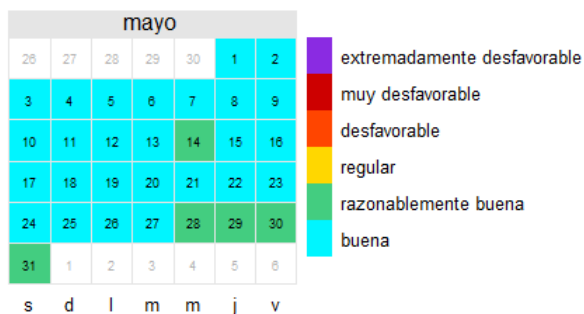 mayo
26 27 28 29 30 1 2
3 4 5 6 7 8 9
10 11 12 13 14 15 16
17 18 19 20 21 22 23
24 25 26 27 28 29 30
31 1 2 3 4 5 6
s d l m m j v
extremadamente desfavorable
muy desfavorable
desfavorable
regular
razonablemente buena
buena